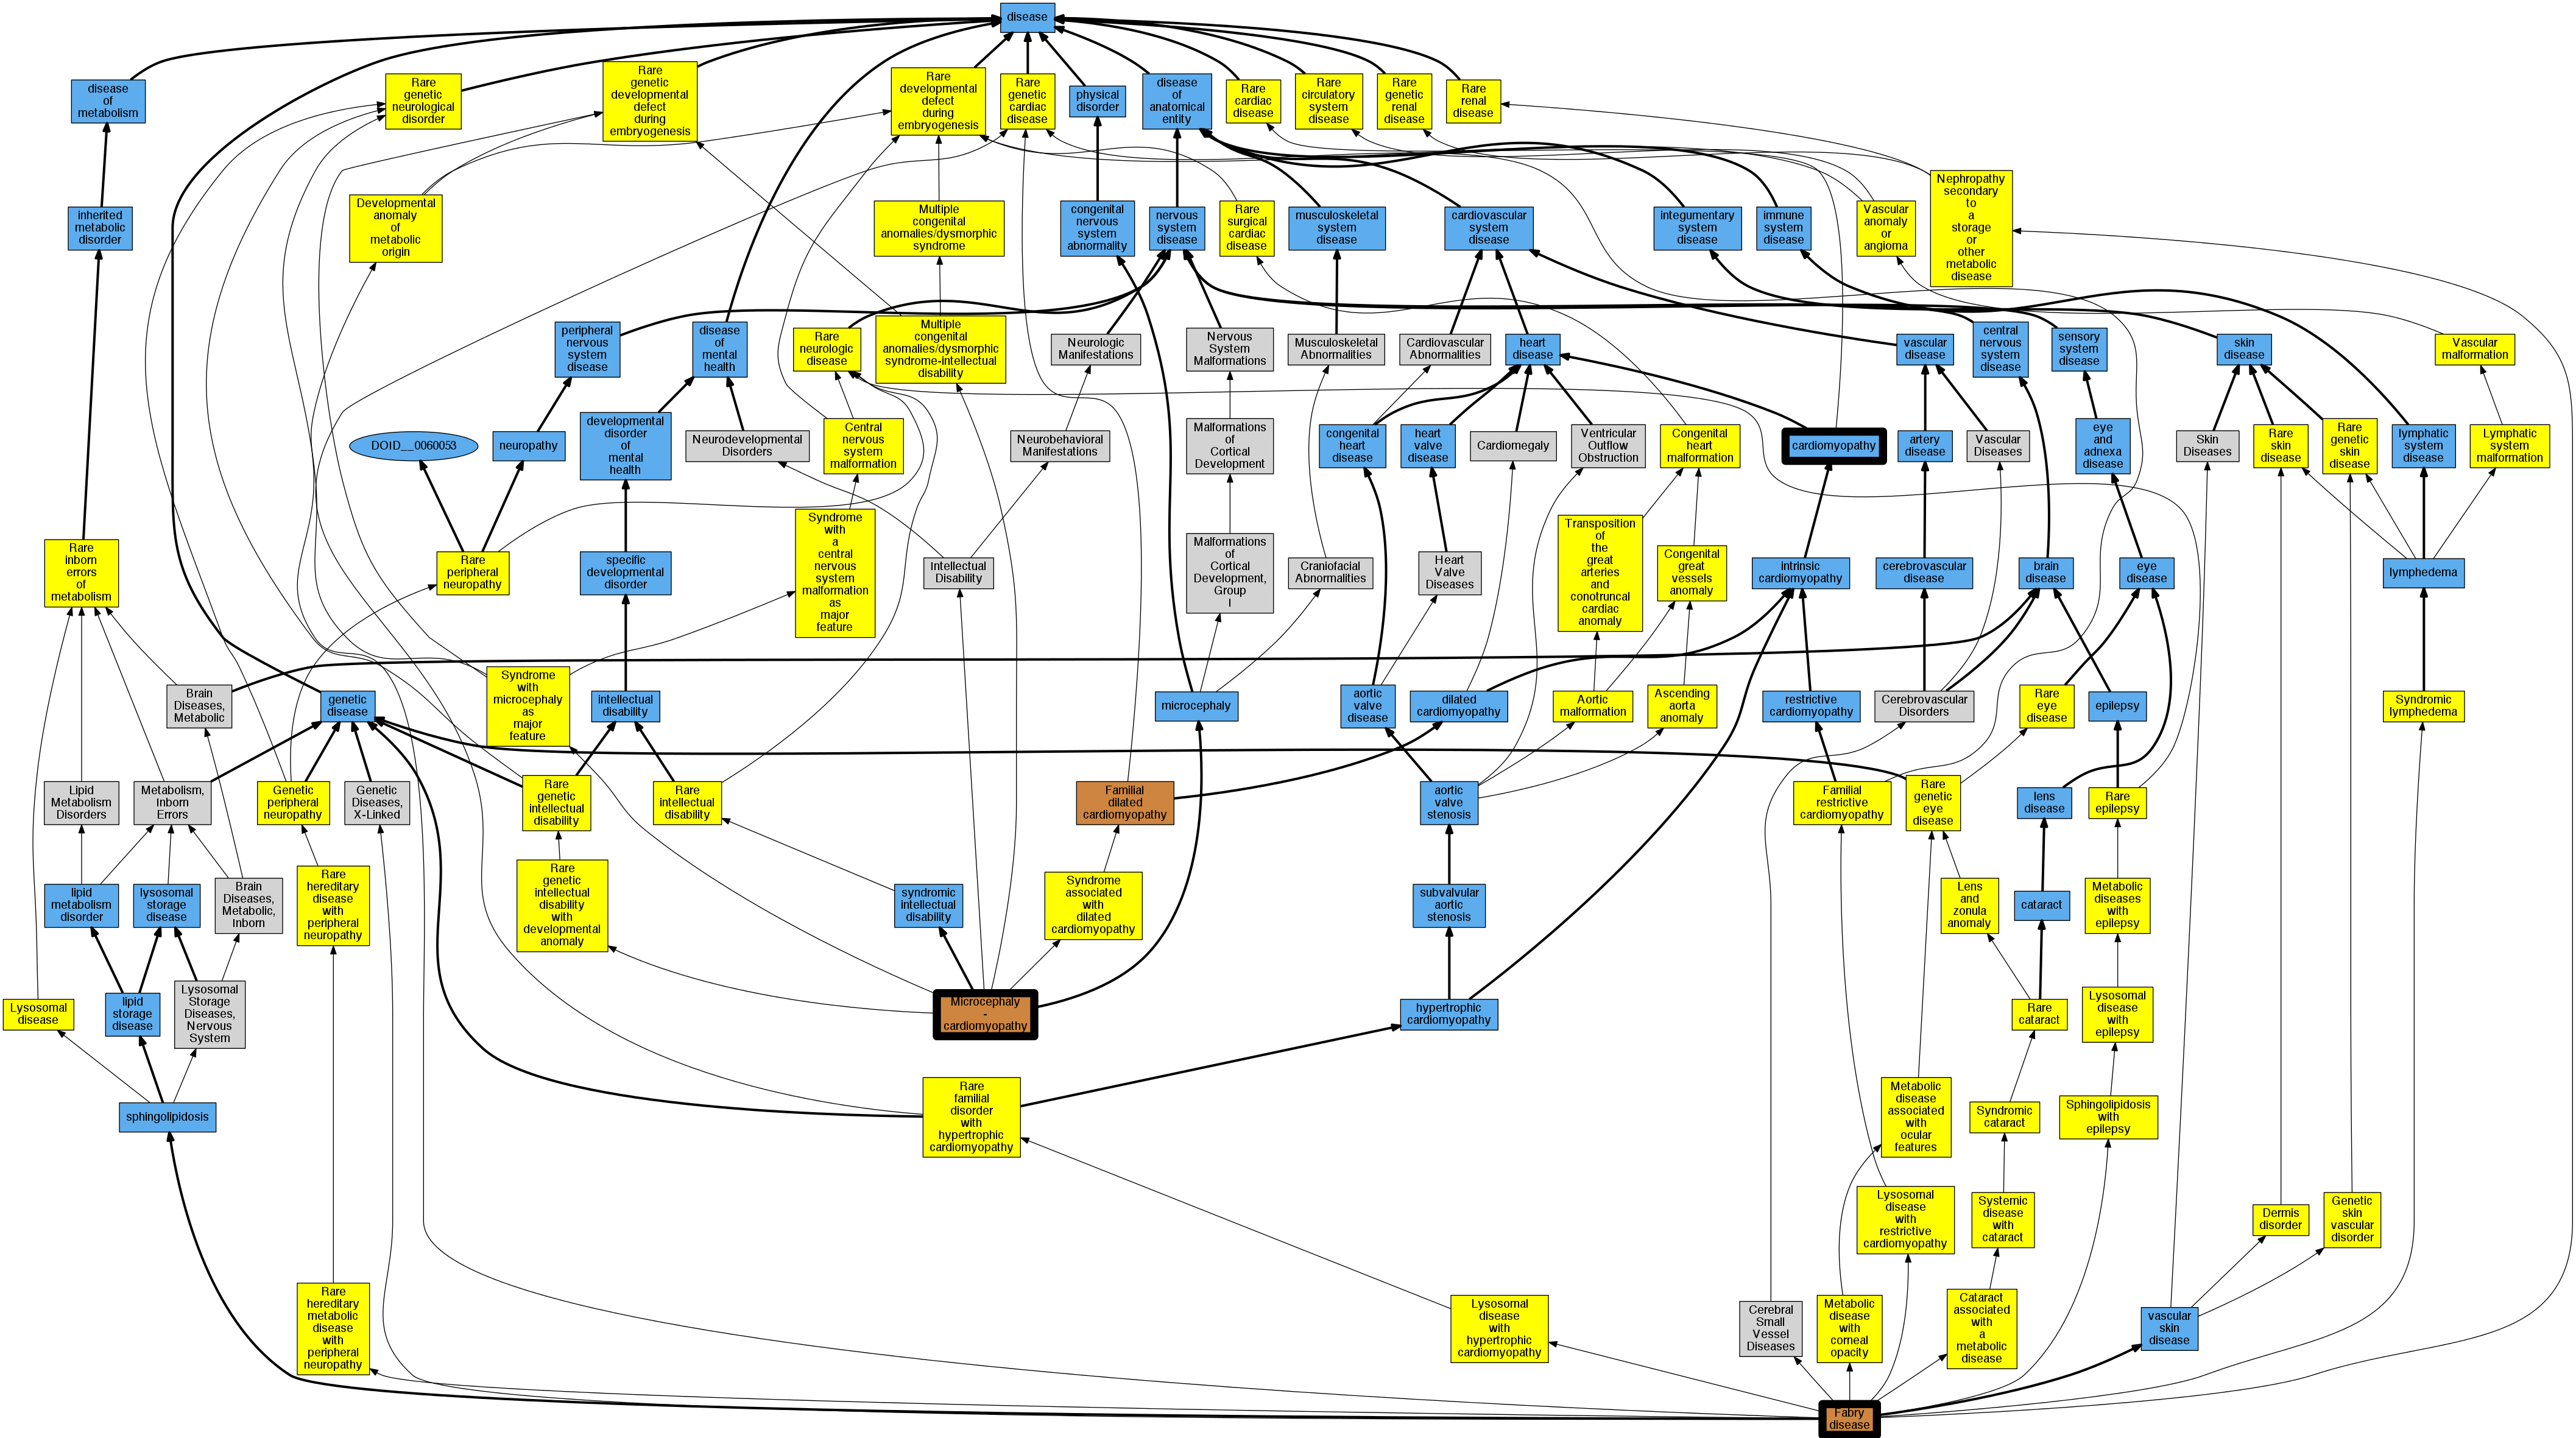 disease
disease
of
metabolism
Rare
genetic
neurological
disorder
Rare
genetic
developmental
defect
during
embryogenesis
Rare
developmental
defect
during
embryogenesis
Rare
genetic
cardiac
disease
physical
disorder
disease
of
anatomical
entity
Rare
cardiac
disease
Rare
circulatory
system
disease
Rare
genetic
renal
disease
Rare
renal
disease
inherited
metabolic
disorder
Developmental
anomaly
of
metabolic
origin
Multiple
congenital
anomalies/dysmorphic
syndrome
congenital
nervous
system
abnormality
nervous
system
disease
Rare
surgical
cardiac
disease
musculoskeletal
system
disease
cardiovascular
system
disease
integumentary
system
disease
immune
system
disease
Vascular
anomaly
or
angioma
Nephropathy
secondary
to
a
storage
or
other
metabolic
disease
peripheral
nervous
system
disease
disease
of
mental
health
Rare
neurologic
disease
Multiple
congenital
anomalies/dysmorphic
syndrome-intellectual
disability
Neurologic
Manifestations
Nervous
System
Malformations
Musculoskeletal
Abnormalities
Cardiovascular
Abnormalities
heart
disease
vascular
disease
central
nervous
system
disease
sensory
system
disease
skin
disease
Vascular
malformation
DOID__0060053
neuropathy
developmental
disorder
of
mental
health
Neurodevelopmental
Disorders
Central
nervous
system
malformation
Neurobehavioral
Manifestations
Malformations
of
Cortical
Development
congenital
heart
disease
heart
valve
disease
Cardiomegaly
Ventricular
Outflow
Obstruction
Congenital
heart
malformation
cardiomyopathy
artery
disease
Vascular
Diseases
eye
and
adnexa
disease
Skin
Diseases
Rare
skin
disease
Rare
genetic
skin
disease
lymphatic
system
disease
Lymphatic
system
malformation
Rare
inborn
errors
of
metabolism
Rare
peripheral
neuropathy
specific
developmental
disorder
Syndrome
with
a
central
nervous
system
malformation
as
major
feature
Intellectual
Disability
Malformations
of
Cortical
Development,
Group
I
Craniofacial
Abnormalities
Heart
Valve
Diseases
Transposition
of
the
great
arteries
and
conotruncal
cardiac
anomaly
Congenital
great
vessels
anomaly
intrinsic
cardiomyopathy
cerebrovascular
disease
brain
disease
eye
disease
lymphedema
Brain
Diseases,
Metabolic
genetic
disease
Syndrome
with
microcephaly
as
major
feature
intellectual
disability
microcephaly
aortic
valve
disease
dilated
cardiomyopathy
Aortic
malformation
Ascending
aorta
anomaly
restrictive
cardiomyopathy
Cerebrovascular
Disorders
Rare
eye
disease
epilepsy
Syndromic
lymphedema
Lipid
Metabolism
Disorders
Metabolism,
Inborn
Errors
Genetic
peripheral
neuropathy
Genetic
Diseases,
X-Linked
Rare
genetic
intellectual
disability
Rare
intellectual
disability
Familial
dilated
cardiomyopathy
aortic
valve
stenosis
Familial
restrictive
cardiomyopathy
Rare
genetic
eye
disease
lens
disease
Rare
epilepsy
lipid
metabolism
disorder
lysosomal
storage
disease
Brain
Diseases,
Metabolic,
Inborn
Rare
hereditary
disease
with
peripheral
neuropathy
Rare
genetic
intellectual
disability
with
developmental
anomaly
syndromic
intellectual
disability
Syndrome
associated
with
dilated
cardiomyopathy
subvalvular
aortic
stenosis
Lens
and
zonula
anomaly
cataract
Metabolic
diseases
with
epilepsy
Lysosomal
disease
lipid
storage
disease
Lysosomal
Storage
Diseases,
Nervous
System
Microcephaly
-
cardiomyopathy
hypertrophic
cardiomyopathy
Rare
cataract
Lysosomal
disease
with
epilepsy
sphingolipidosis
Rare
familial
disorder
with
hypertrophic
cardiomyopathy
Metabolic
disease
associated
with
ocular
features
Syndromic
cataract
Sphingolipidosis
with
epilepsy
Lysosomal
disease
with
restrictive
cardiomyopathy
Systemic
disease
with
cataract
Dermis
disorder
Genetic
skin
vascular
disorder
Rare
hereditary
metabolic
disease
with
peripheral
neuropathy
Lysosomal
disease
with
hypertrophic
cardiomyopathy
Cerebral
Small
Vessel
Diseases
Metabolic
disease
with
corneal
opacity
Cataract
associated
with
a
metabolic
disease
vascular
skin
disease
Fabry
disease